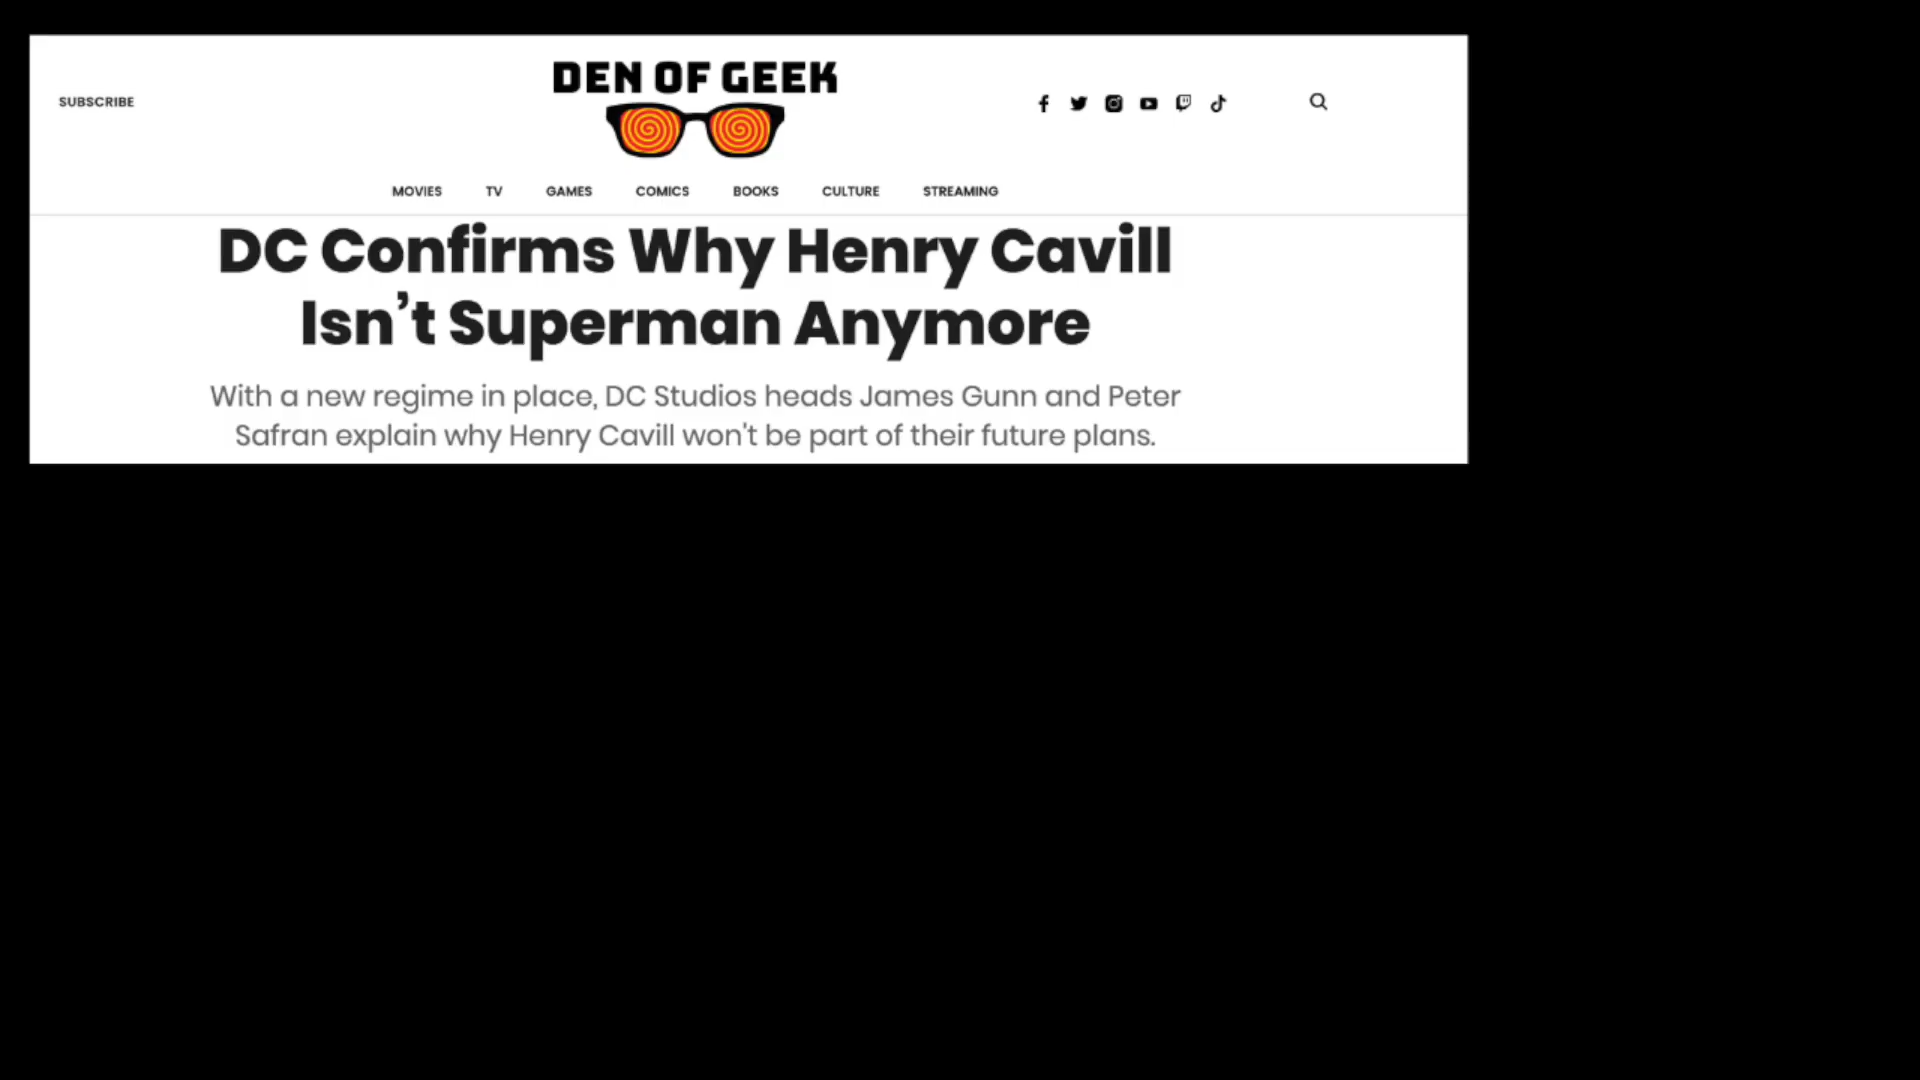 DEN OF GEEK
SUBSCRIBE
MOVIES TV GAMES COMICS BOOKS CULTURE STREAMING
DC Confirms Why Henry Cavill
Isn’t Superman Anymore
With a new regime in place, DC Studios heads James Gunn and Peter
Safran explain why Henry Cavill won't be part of their future plans.